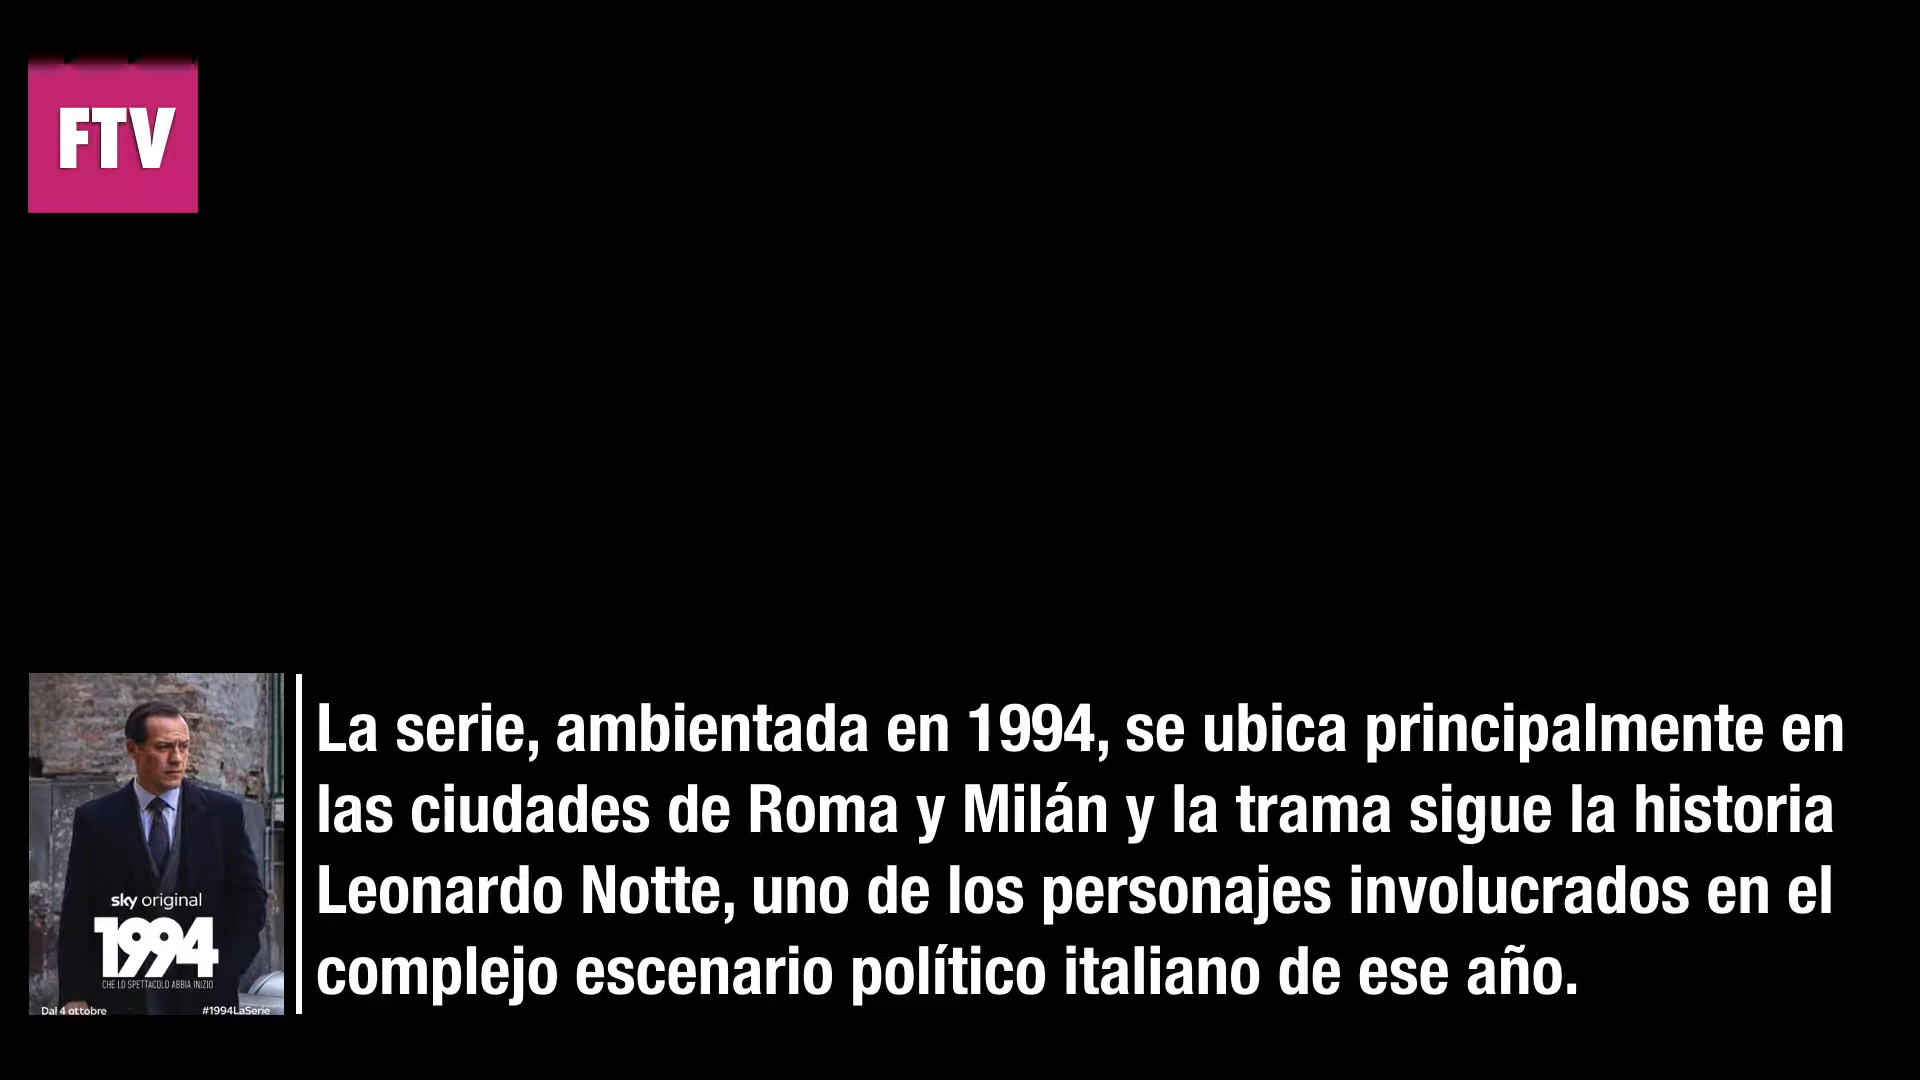 FTV
La serie, ambientada en 1994, se ubica principalmente en
las ciudades de Roma y Milán y la trama sigue la historia
Leonardo Notte, uno de los personajes involucrados en el
complejo escenario político italiano de ese año.
sky original
1994
CHE LO SPETTACOLO ABBIA INIZIO
Dal 4 ottobre
#1994LaSerie